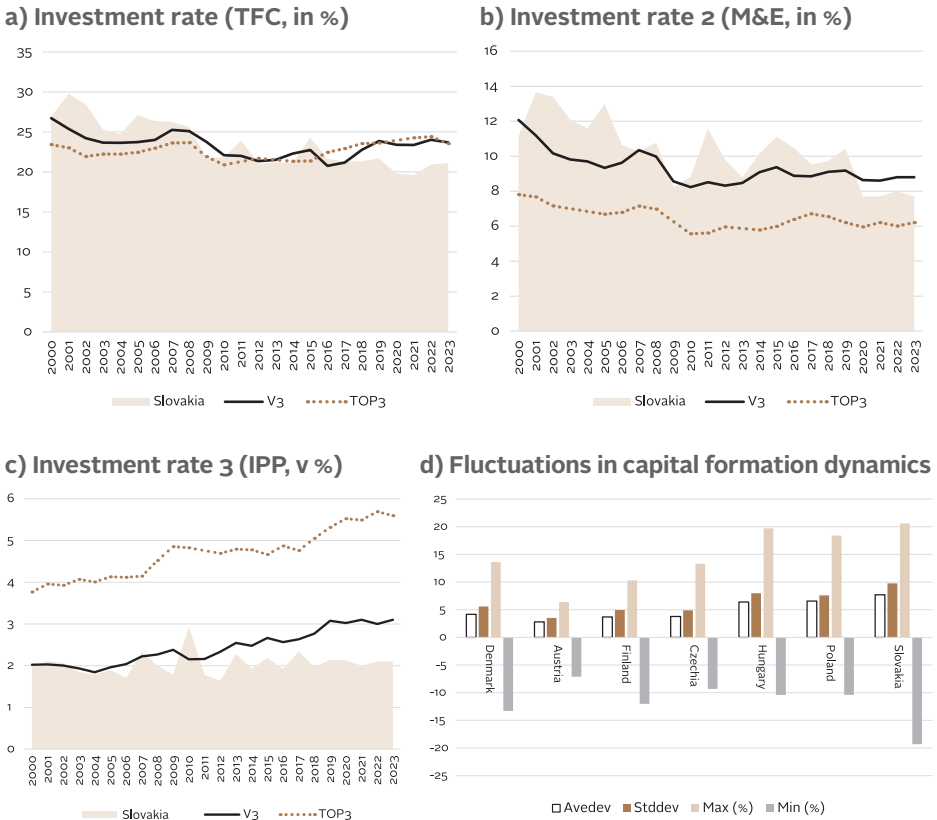 a) Investment rate (TFC, in %)
35
30
25
20
15
10
5
0
2000 2001 2002 2003 2004 2005 2006 2007 2008 2009 2010 2011 2012 2013 2014 2015 2016 2017 2018 2019 2020 2021 2022 2023
Slovakia V3 TOP3
b) Investment rate 2 (M&E, in %)
16
14
12
10
8
6
4
2
0
2000 2001 2002 2003 2004 2005 2006 2007 2008 2009 2010 2011 2012 2013 2014 2015 2016 2017 2018 2019 2020 2021 2022 2023
Slovakia V3 TOP3
c) Investment rate 3 (IPP, v %)
6
5
4
3
2
1
0
2000 2001 2002 2003 2004 2005 2006 2007 2008 2009 2010 2011 2012 2013 2014 2015 2016 2017 2018 2019 2020 2021 2022 2023
Slovakia V3 TOP3
d) Fluctuations in capital formation dynamics
25
20
15
10
5
0
-5
-10
-15
-20
-25
Denmark Austria Finland Czechia Hungary Poland Slovakia
Avedev Stddev Max (%) Min (%)